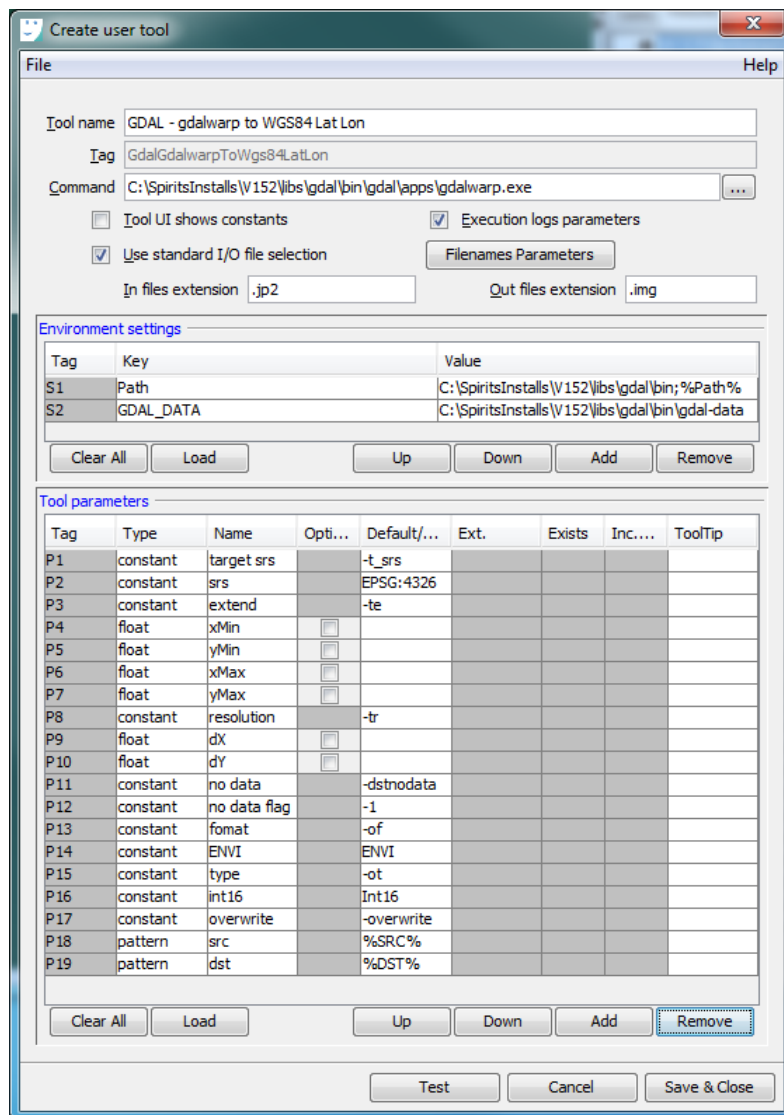 Create user tool
File Help
Tool name GDAL - gdalwarp to WGS84 Lat Lon
Tag GdalGdalwarpToWgs84LatLon
Command C:\SpiritsInstalls\V152\libs\gdal\bin\gdal\apps\gdalwarp.exe ...
Tool UI shows constants Execution logs parameters
Use standard I/O file selection Filenames Parameters
In files extension .jp2 Out files extension .img
Environment settings
Tag Key Value
S1 Path C:\SpiritsInstalls\V152\libs\gdal\bin;%Path%
S2 GDAL_DATA C:\SpiritsInstalls\V152\libs\gdal\bin\gdal-data
Clear All Load Up Down Add Remove
Tool parameters
Tag Type Name Opti... Default/... Ext. Exists Inc.... ToolTip
P1 constant target srs -t_srs
P2 constant srs EPSG:4326
P3 constant extend -te
P4 float xMin
P5 float yMin
P6 float xMax
P7 float yMax
P8 constant resolution -tr
P9 float dX
P10 float dY
P11 constant no data -dstnodata
P12 constant no data flag -1
P13 constant fomat -of
P14 constant ENVI ENVI
P15 constant type -ot
P16 constant int16 Int16
P17 constant overwrite -overwrite
P18 pattern src %SRC%
P19 pattern dst %DST%
Clear All Load Up Down Add Remove
Test Cancel Save & Close